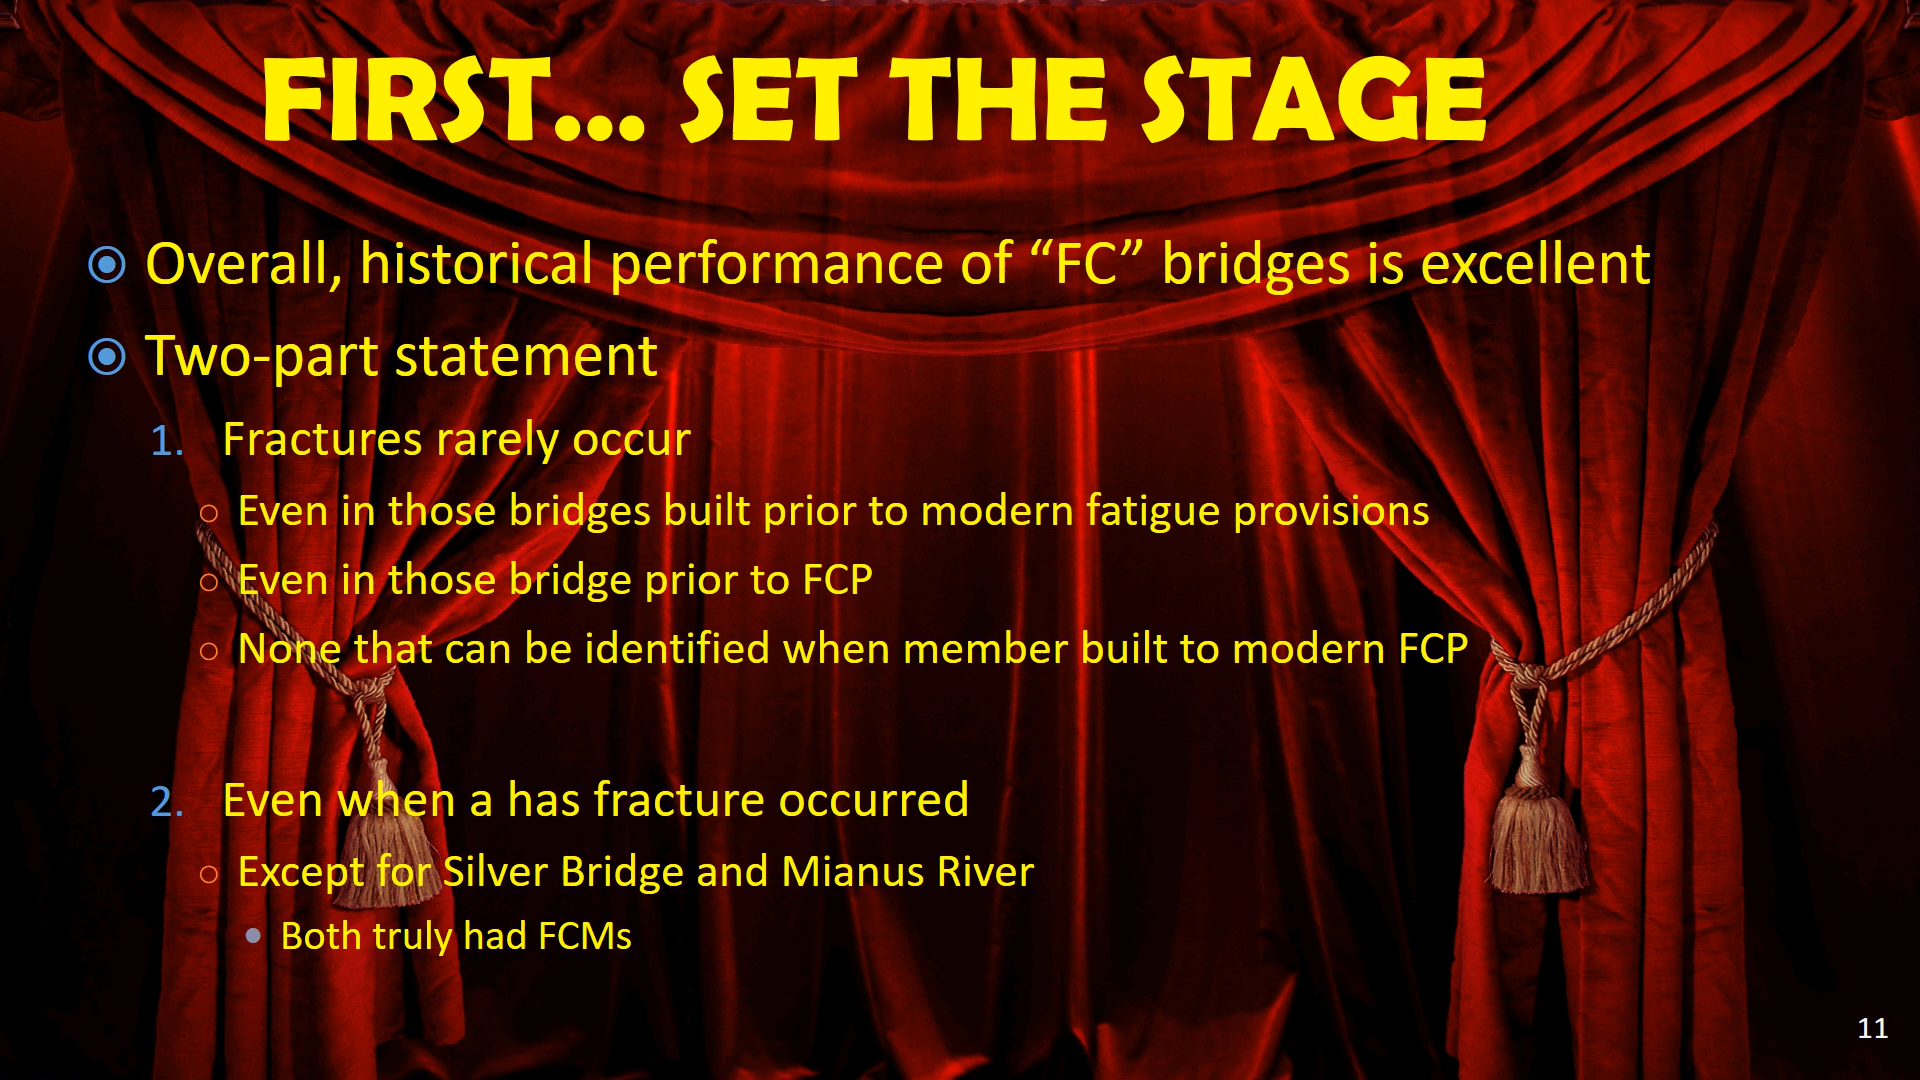 FIRST... SET THE STAGE
Overall, historical performance of “FC” bridges is excellent
Two-part statement
1. Fractures rarely occur
Even in those bridges built prior to modern fatigue provisions
Even in those bridge prior to FCP
None that can be identified when member built to modern FCP
2. Even when a has fracture occurred
Except for Silver Bridge and Mianus River
Both truly had FCMs
11